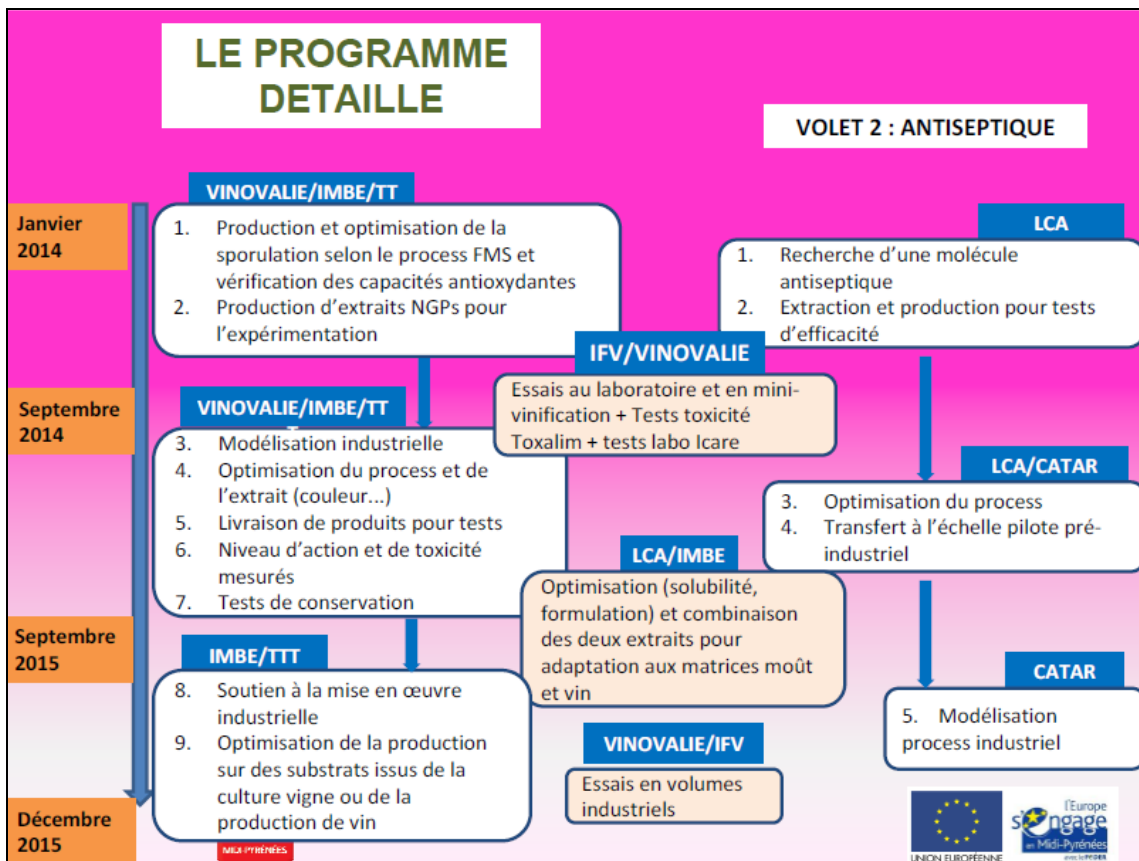 LE PROGRAMME
DETAILLE
VOLET 2 : ANTISEPTIQUE
Janvier
2014
Septembre
2014
Septembre
2015
Décembre
2015
VINOVALIE/IMBE/TT
1. Production et optimisation de la
sporulation selon le process FMS et
vérification des capacités antioxydantes
2. Production d'extraits NGPs pour
l'expérimentation
VINOVALIE/IMBE/TT
3. Modélisation industrielle
4. Optimisation du process et de
l'extrait (couleur...)
5. Livraison de produits pour tests
6. Niveau d'action et de toxicité
mesurés
7. Tests de conservation
IMBE/TTT
8. Soutien à la mise en œuvre
industrielle
9. Optimisation de la production
sur des substrats issus de la
culture vigne ou de la
production de vin
IFV/VINOVALIE
Essais au laboratoire et en mini-
vinification + Tests toxicité
Toxalim + tests labo Icare
LCA/IMBE
Optimisation (solubilité,
formulation) et combinaison
des deux extraits pour
adaptation aux matrices moût
et vin
VINOVALIE/IFV
Essais en volumes
industriels
LCA
1. Recherche d'une molécule
antiseptique
2. Extraction et production pour tests
d'efficacité
LCA/CATAR
3. Optimisation du process
4. Transfert à l'échelle pilote pré-
industriel
CATAR
5. Modélisation
process industriel
MIDI-PYRÉNÉES
UNION EUROPÉENNE
l'Europe
s'engage
en Midi-Pyrénées
avec le FEDER